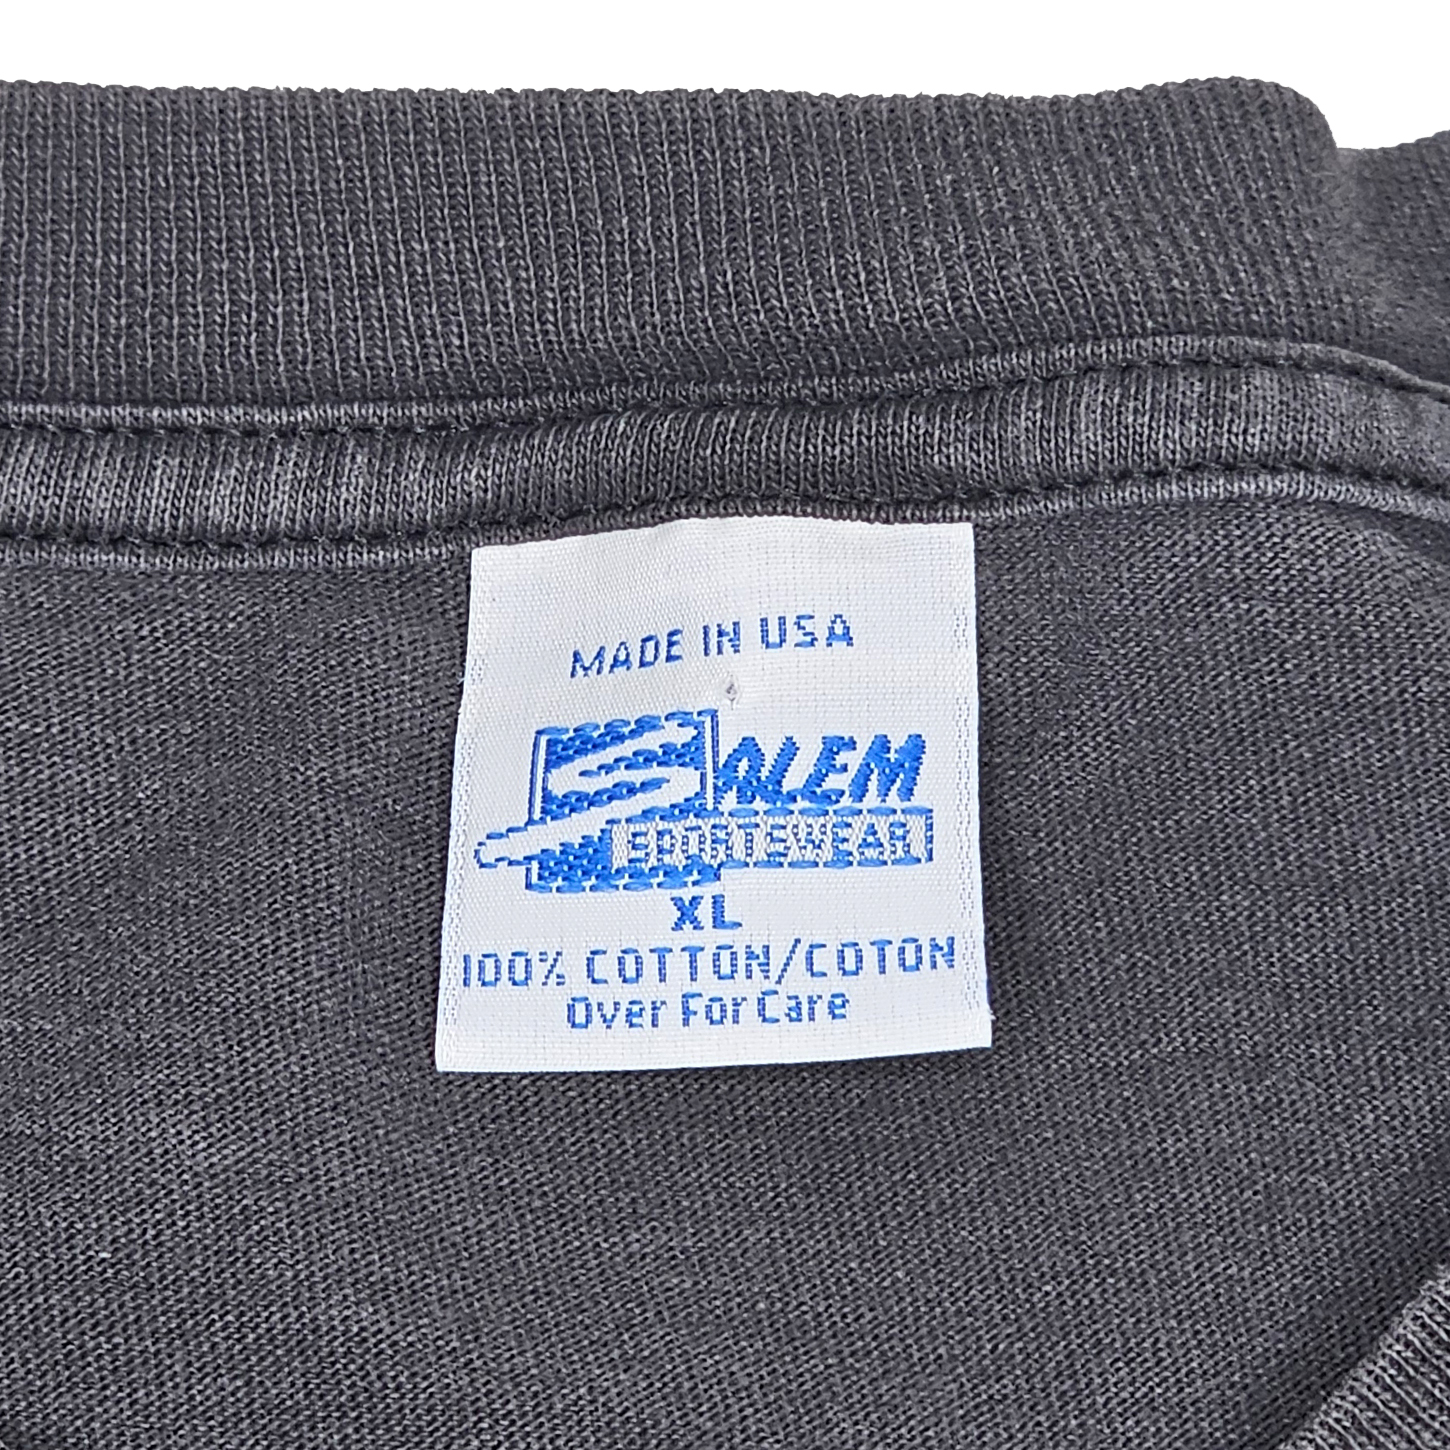 MADE IN USA
SALEM
SPORTSWEAR
XL
100% COTTON/COTON
Over For Care